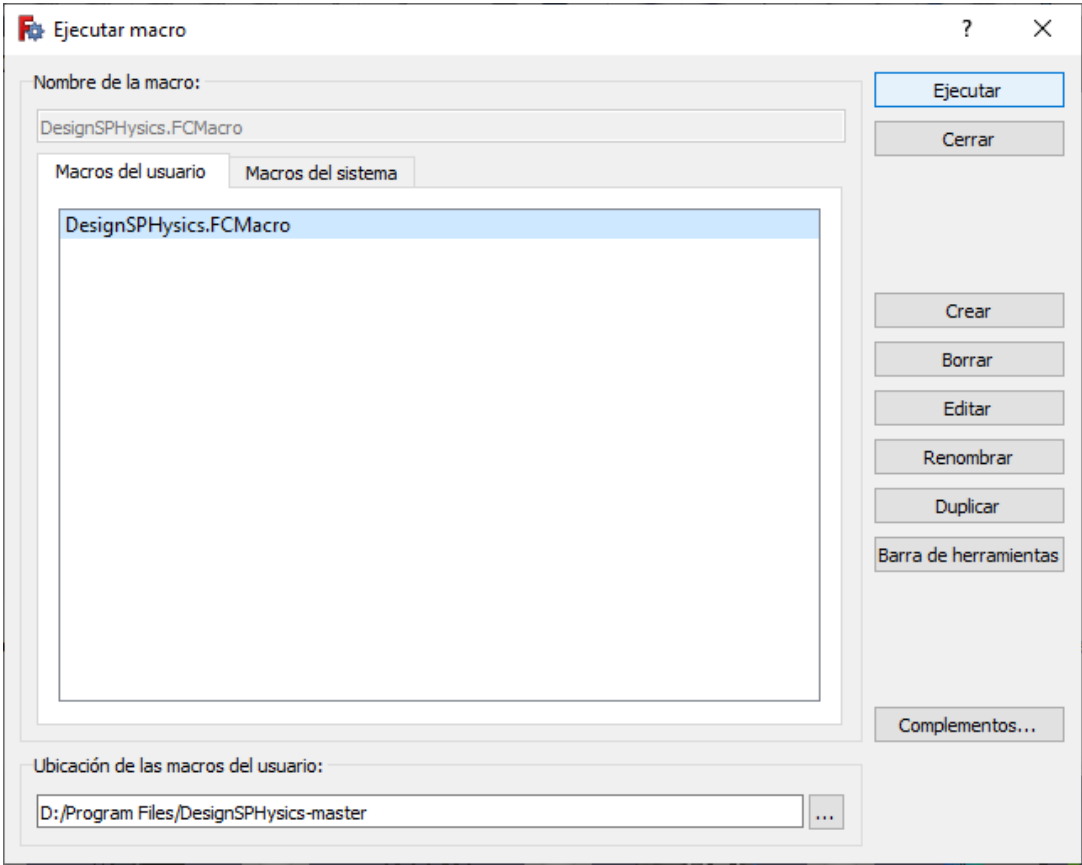 Ejecutar macro
?
Nombre de la macro:
DesignSPHysics.FCMacro
Macros del usuario
Macros del sistema
DesignSPHysics.FCMacro
Ejecutar
Cerrar
Crear
Borrar
Editar
Renombrar
Duplicar
Barra de herramientas
Complementos...
Ubicación de las macros del usuario:
D:/Program Files/DesignSPHysics-master
...